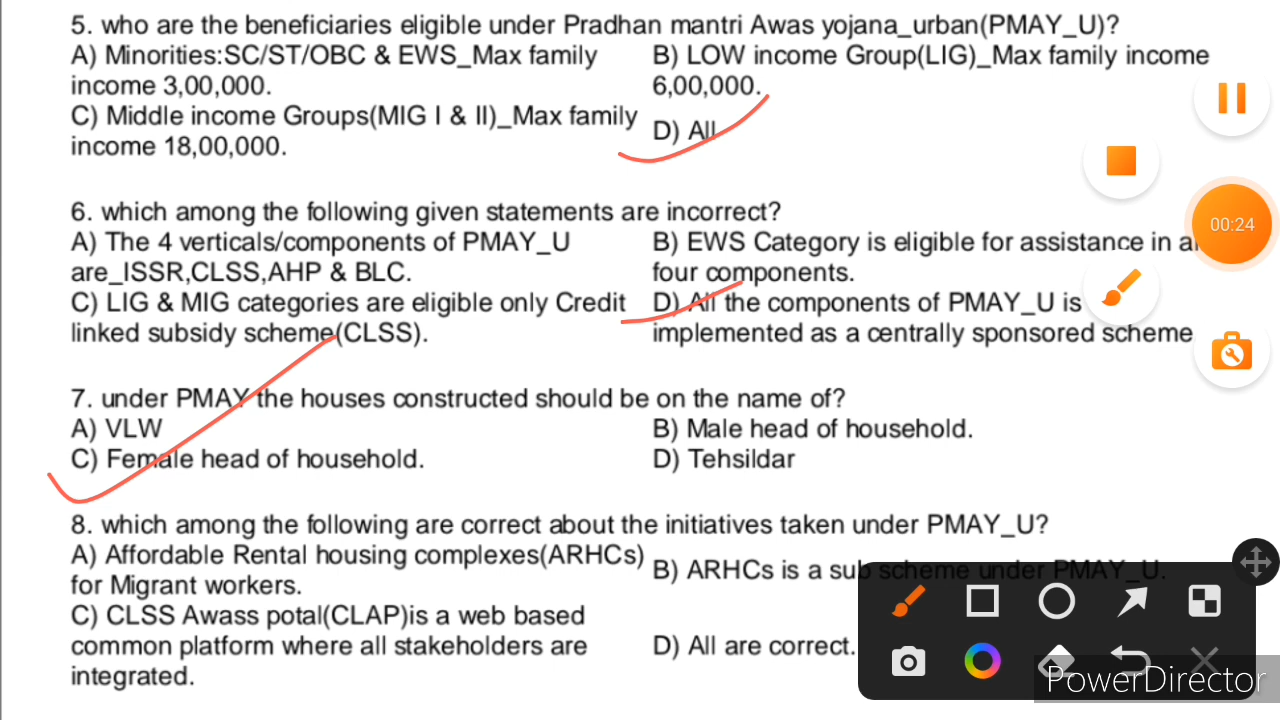 5. who are the beneficiaries eligible under Pradhan mantri Awas yojana_urban(PMAY_U)?
A) Minorities:SC/ST/OBC & EWS_Max family
income 3,00,000.
B) LOW income Group(LIG)_Max family income
6,00,000.
C) Middle income Groups(MIG I & II)_Max family
income 18,00,000.
D) All
6. which among the following given statements are incorrect?
A) The 4 verticals/components of PMAY_U
are_ISSR,CLSS,AHP & BLC.
B) EWS Category is eligible for assistance in
four components.
C) LIG & MIG categories are eligible only Credit
linked subsidy scheme(CLSS).
D) All the components of PMAY_U is
implemented as a centrally sponsored scheme
7. under PMAY the houses constructed should be on the name of?
A) VLW
B) Male head of household.
C) Female head of household.
D) Tehsildar
8. which among the following are correct about the initiatives taken under PMAY_U?
A) Affordable Rental housing complexes(ARHCs)
for Migrant workers.
B) ARHCs is a sub scheme under PMAY_U.
C) CLSS Awass potal(CLAP)is a web based
common platform where all stakeholders are
integrated.
D) All are correct.
00:24
PowerDirector